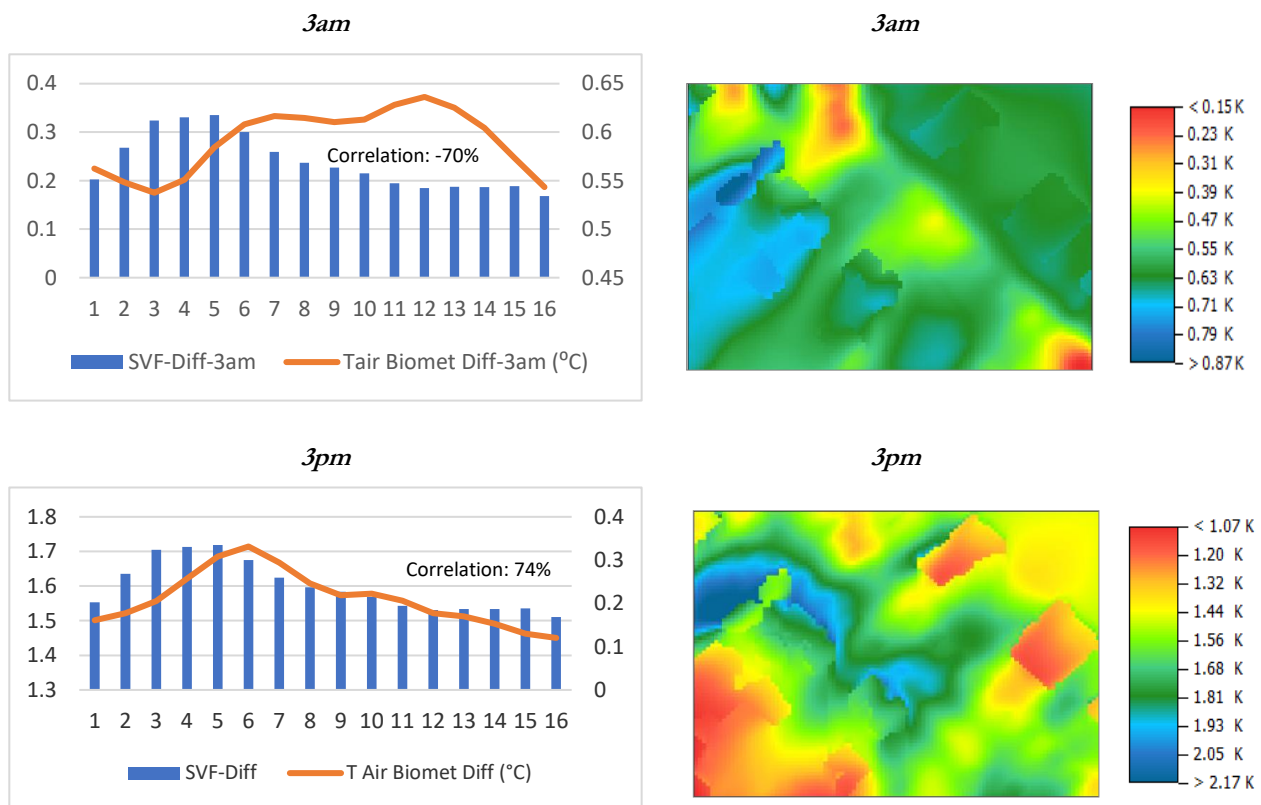 3am
3am
0.4
0.3
0.2
0.1
0
0.65
0.6
0.55
0.5
0.45
Correlation: -70%
1 2 3 4 5 6 7 8 9 10 11 12 13 14 15 16
SVF-Diff-3am Tair Biomet Diff-3am (⁰C)
< 0.15 K
0.23 K
0.31 K
0.39 K
0.47 K
0.55 K
0.63 K
0.71 K
0.79 K
> 0.87 K
3pm
3pm
1.8
1.7
1.6
1.5
1.4
1.3
0.4
0.3
0.2
0.1
0
Correlation: 74%
1 2 3 4 5 6 7 8 9 10 11 12 13 14 15 16
SVF-Diff T Air Biomet Diff (°C)
< 1.07 K
1.20 K
1.32 K
1.44 K
1.56 K
1.68 K
1.81 K
1.93 K
2.05 K
> 2.17 K